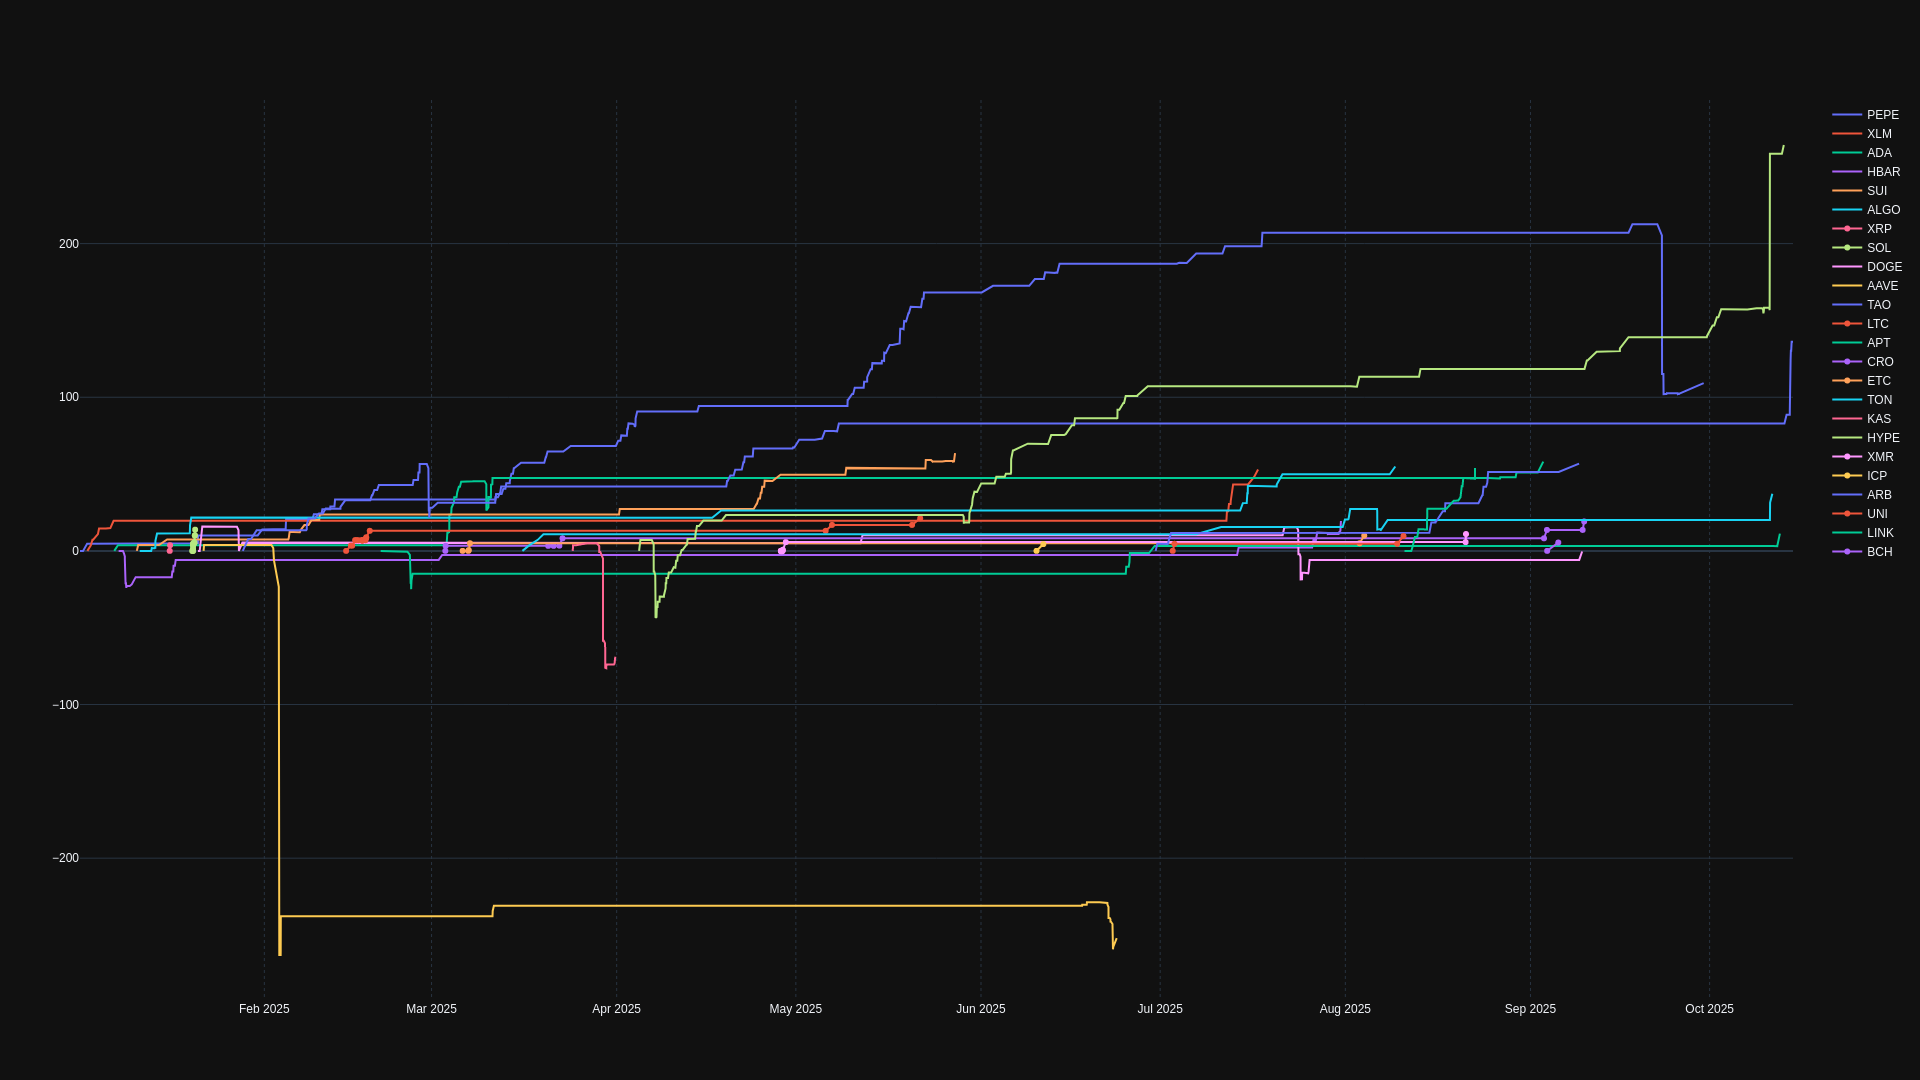 200
100
0
−100
−200
Feb 2025
Mar 2025
Apr 2025
May 2025
Jun 2025
Jul 2025
Aug 2025
Sep 2025
Oct 2025
PEPE
XLM
ADA
HBAR
SUI
ALGO
XRP
SOL
DOGE
AAVE
TAO
LTC
APT
CRO
ETC
TON
KAS
HYPE
XMR
ICP
ARB
UNI
LINK
BCH